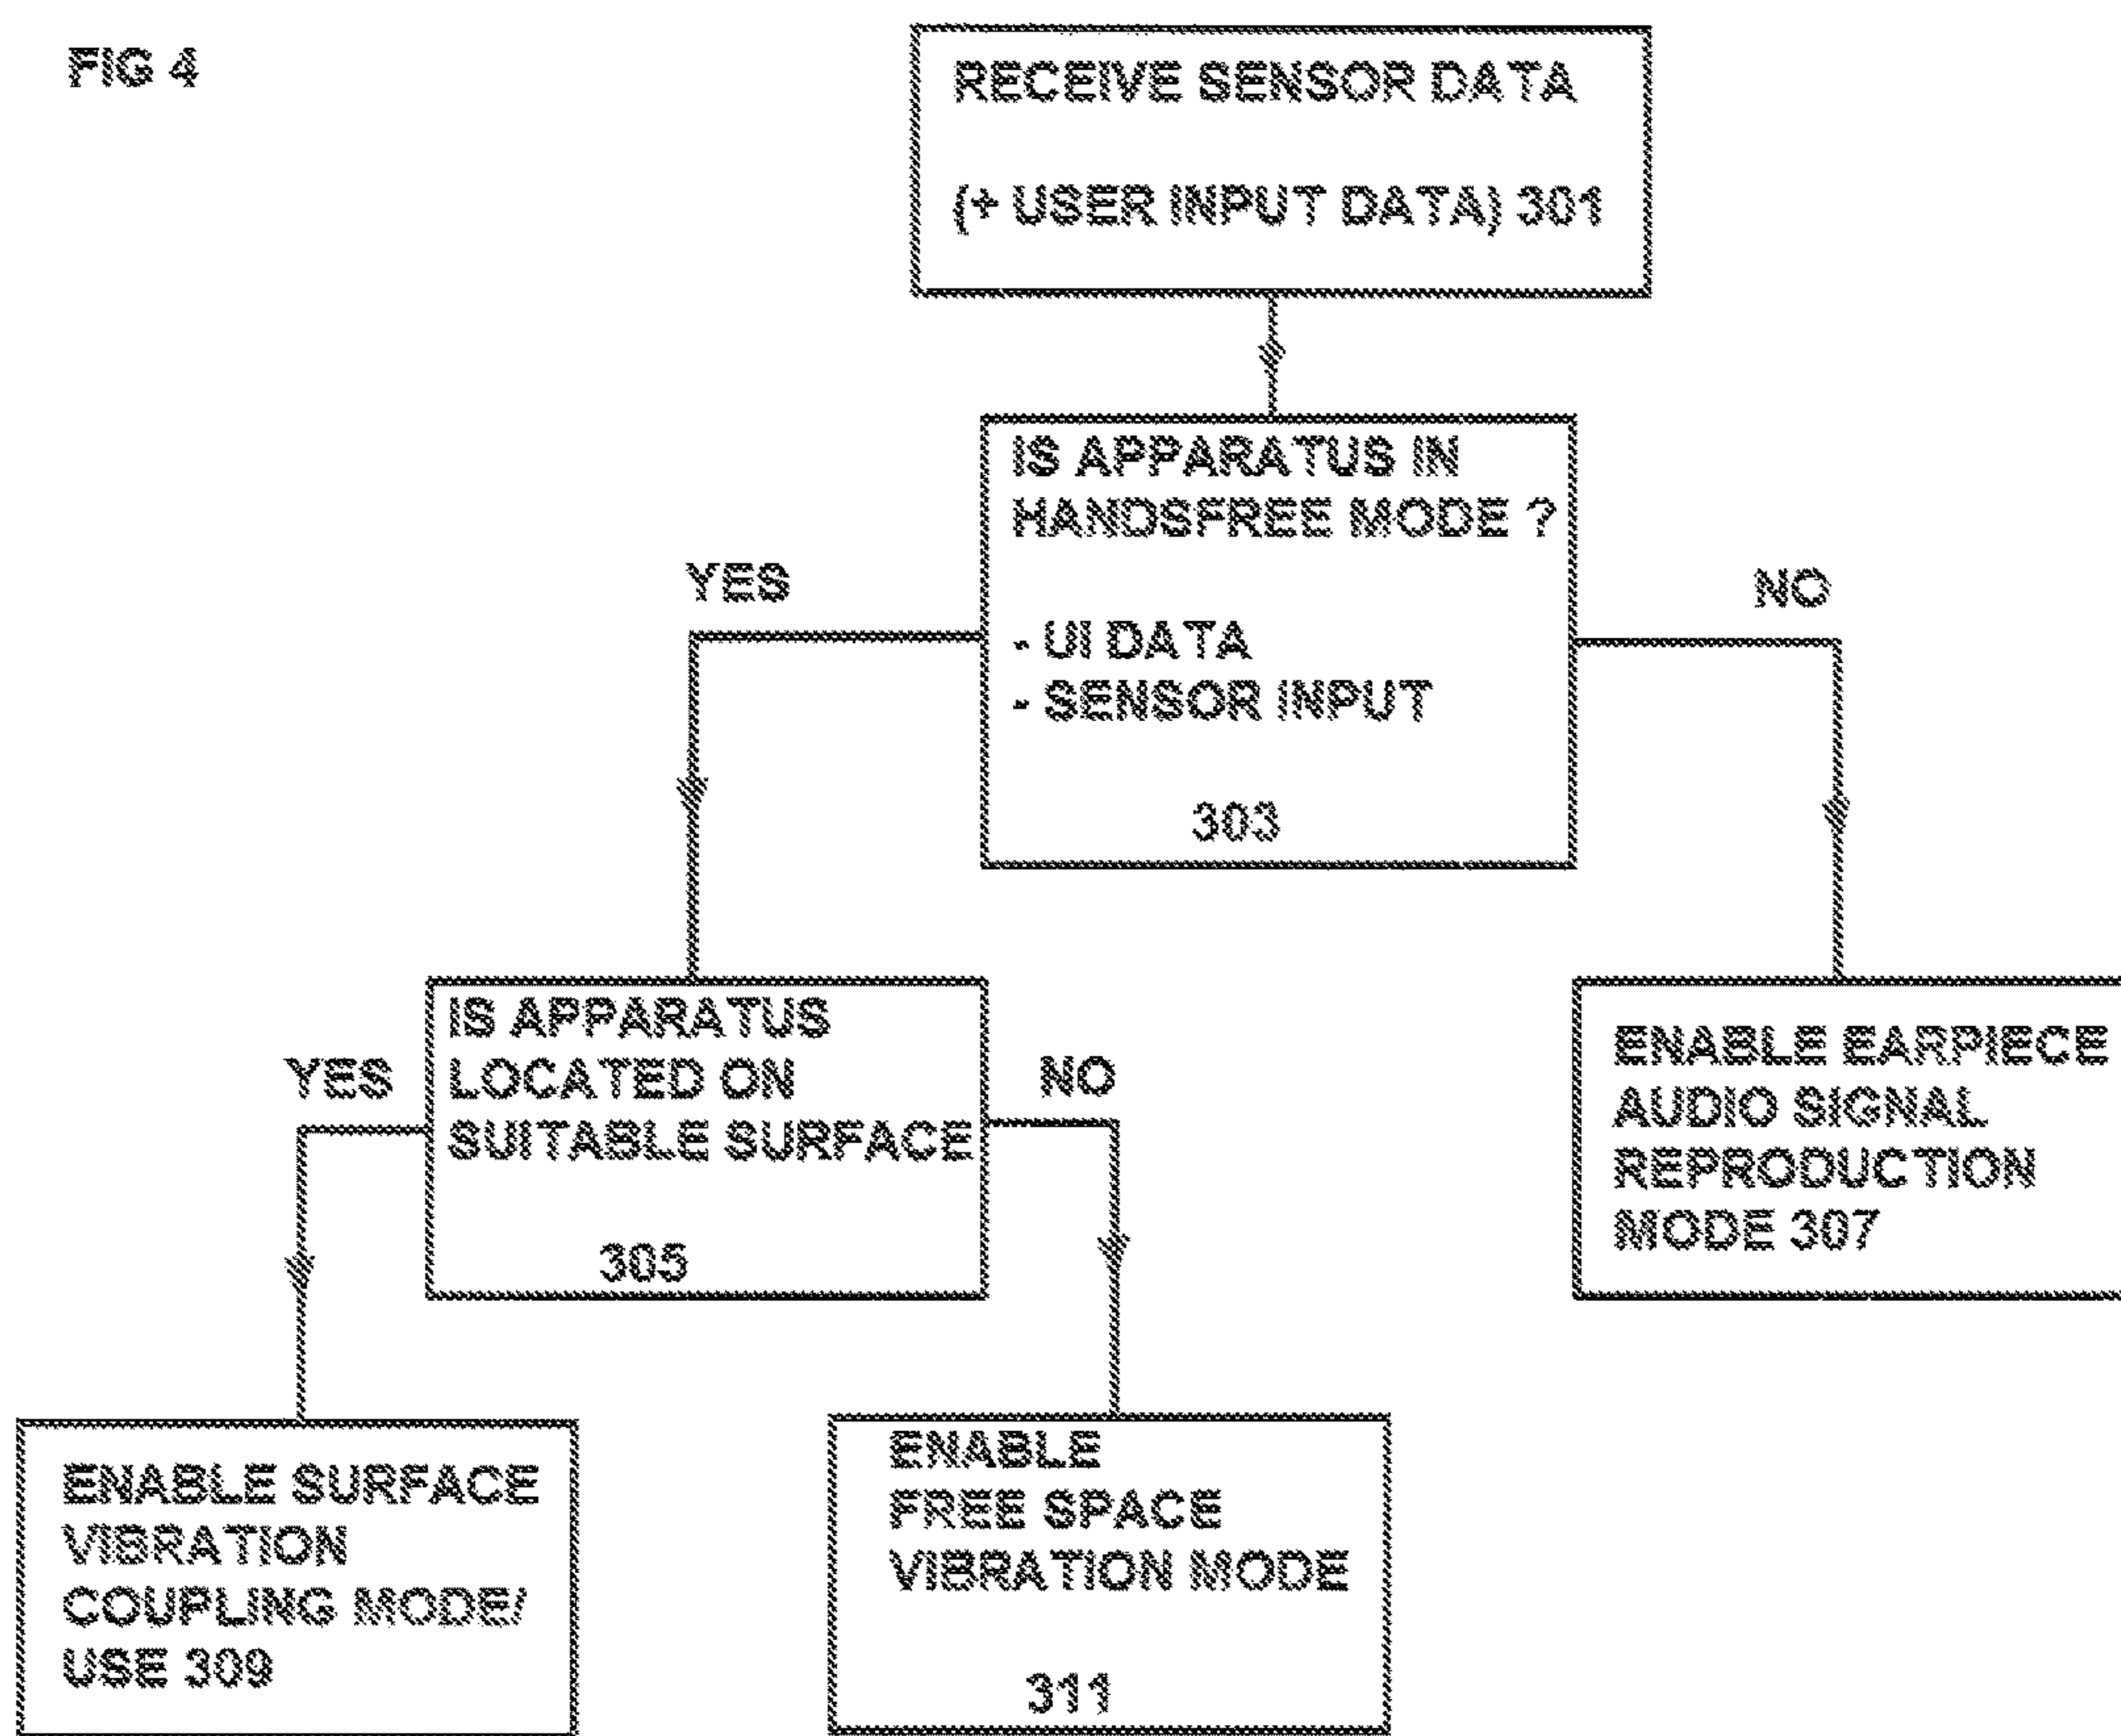 FIG 4
RECEIVE SENSOR DATA
(+ USER INPUT DATA) 301
IS APPARATUS IN
HANDSFREE MODE ?
- UI DATA
- SENSOR INPUT
303
YES
NO
IS APPARATUS
LOCATED ON
SUITABLE SURFACE
305
YES
NO
ENABLE EARPIECE
AUDIO SIGNAL
REPRODUCTION
MODE 307
ENABLE SURFACE
VIBRATION
COUPLING MODE/
USE 309
ENABLE
FREE SPACE
VIBRATION MODE
311